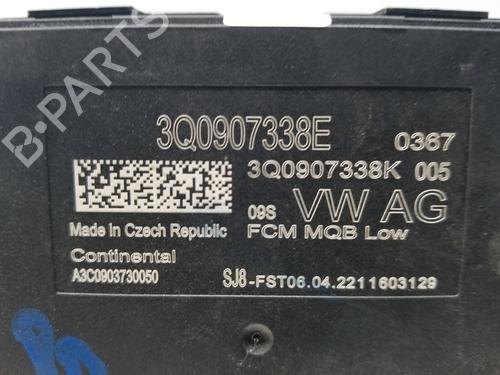 3Q0907338E 0367
3Q0907338K 005
09S VW AG
Made in Czech Republic FCM MQB Low
Continental
A3C0903730050 SJ8-FST06.04.2211603129
B-PARTS